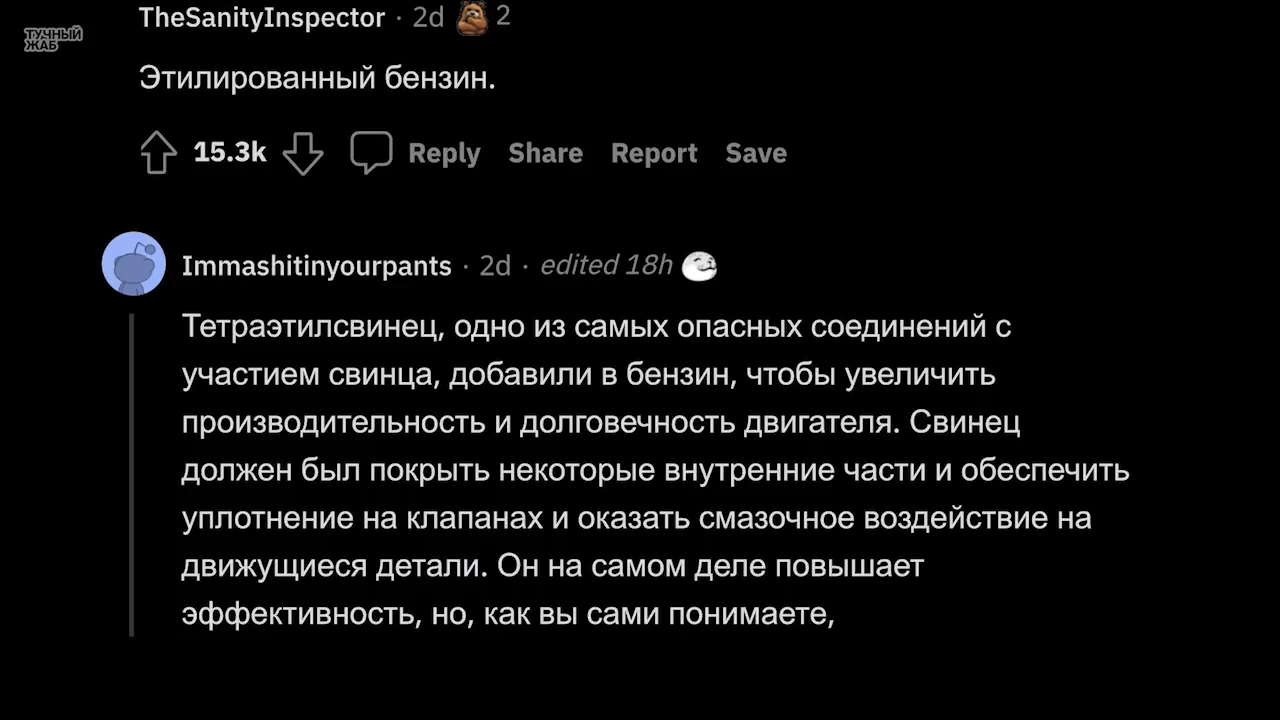 ТУЧНЫЙ
ЖАБ
TheSanityInspector · 2d 2
Этилированный бензин.
15.3k Reply Share Report Save
Immashitinyourpants · 2d · edited 18h
Тетраэтилсвинец, одно из самых опасных соединений с
участием свинца, добавили в бензин, чтобы увеличить
производительность и долговечность двигателя. Свинец
должен был покрыть некоторые внутренние части и обеспечить
уплотнение на клапанах и оказать смазочное воздействие на
движущиеся детали. Он на самом деле повышает
эффективность, но, как вы сами понимаете,